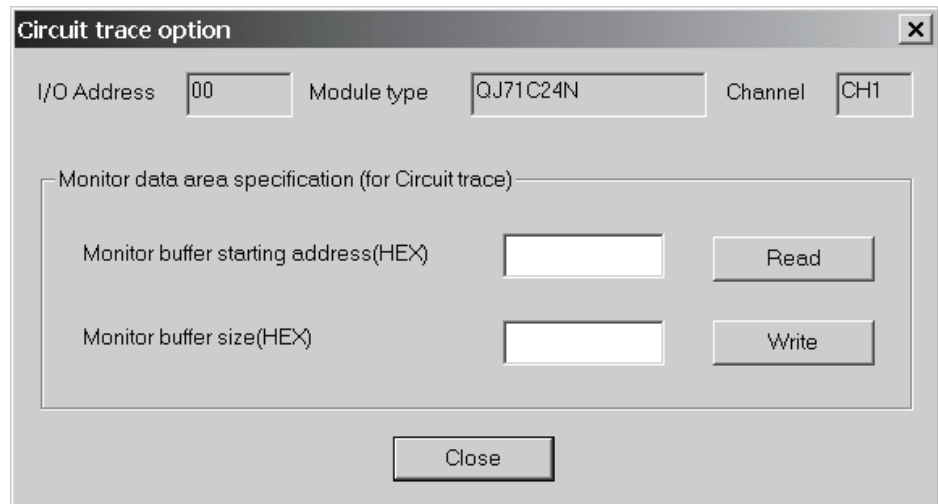 Circuit trace option
I/O Address 00 Module type QJ71C24N Channel CH1
Monitor data area specification (for Circuit trace)
Monitor buffer starting address(HEX) Read
Monitor buffer size(HEX) Write
Close